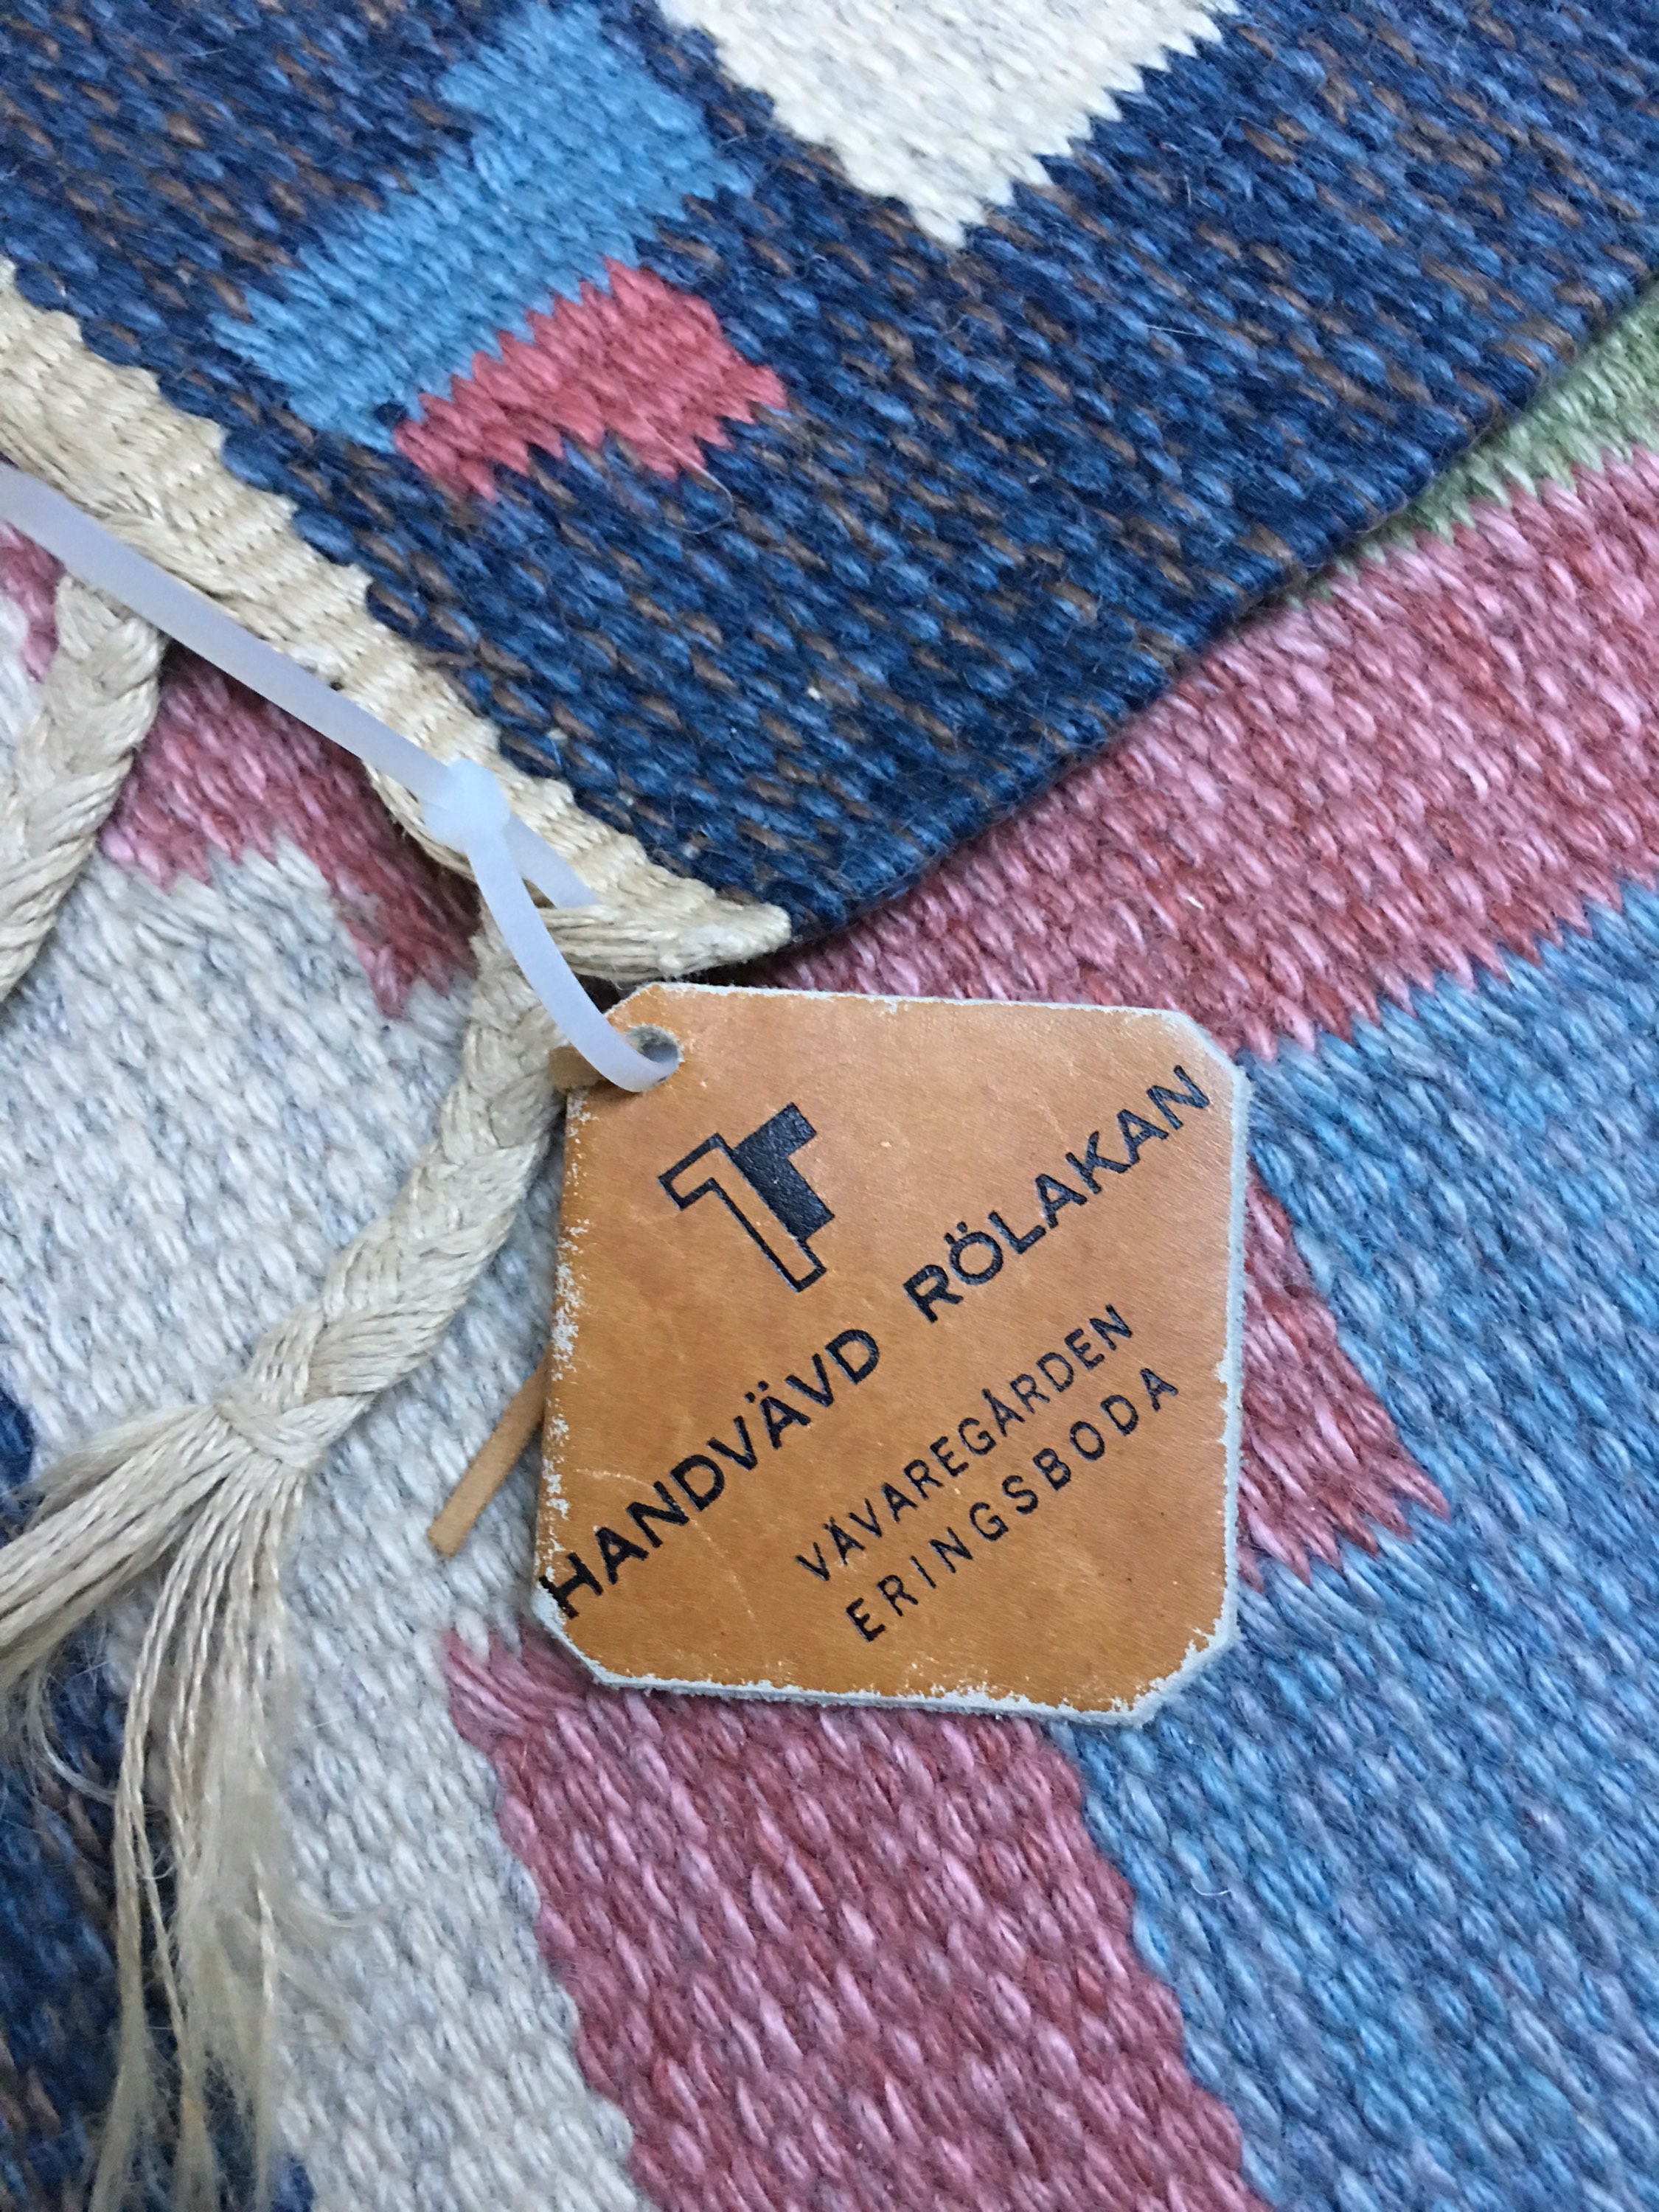 T
HANDVÄVD RÖLAKAN
VÄVAREGÅRDEN
ERINGSBODA